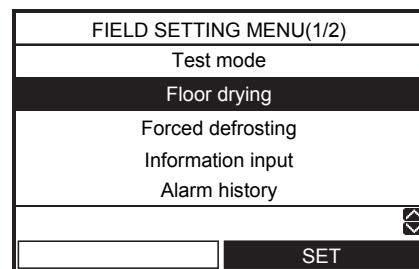 FIELD SETTING MENU(1/2)
Test mode
Floor drying
Forced defrosting
Information input
Alarm history
SET